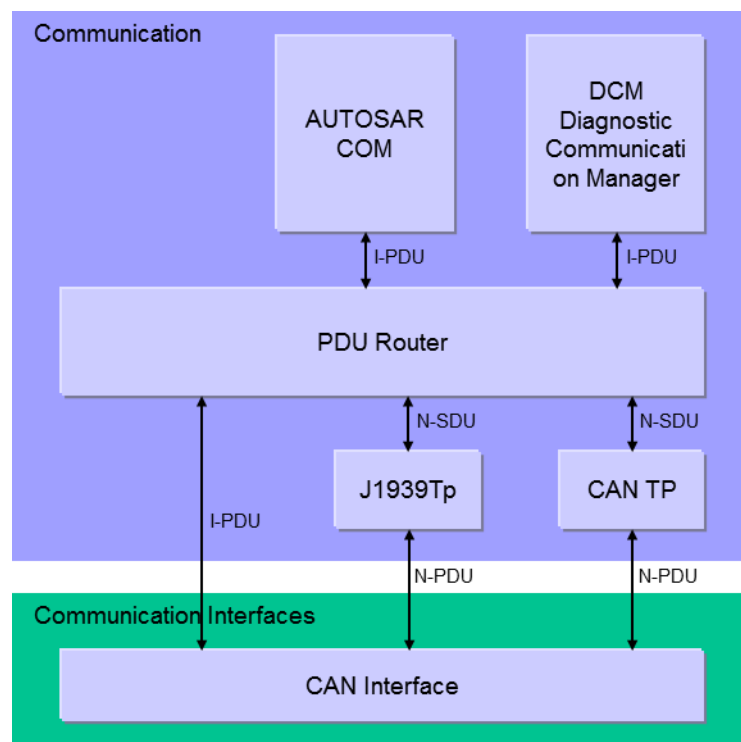 Communication
AUTOSAR
COM
DCM
Diagnostic
Communicati
on Manager
I-PDU
I-PDU
PDU Router
N-SDU
N-SDU
J1939Tp
CAN TP
I-PDU
N-PDU
N-PDU
Communication Interfaces
CAN Interface